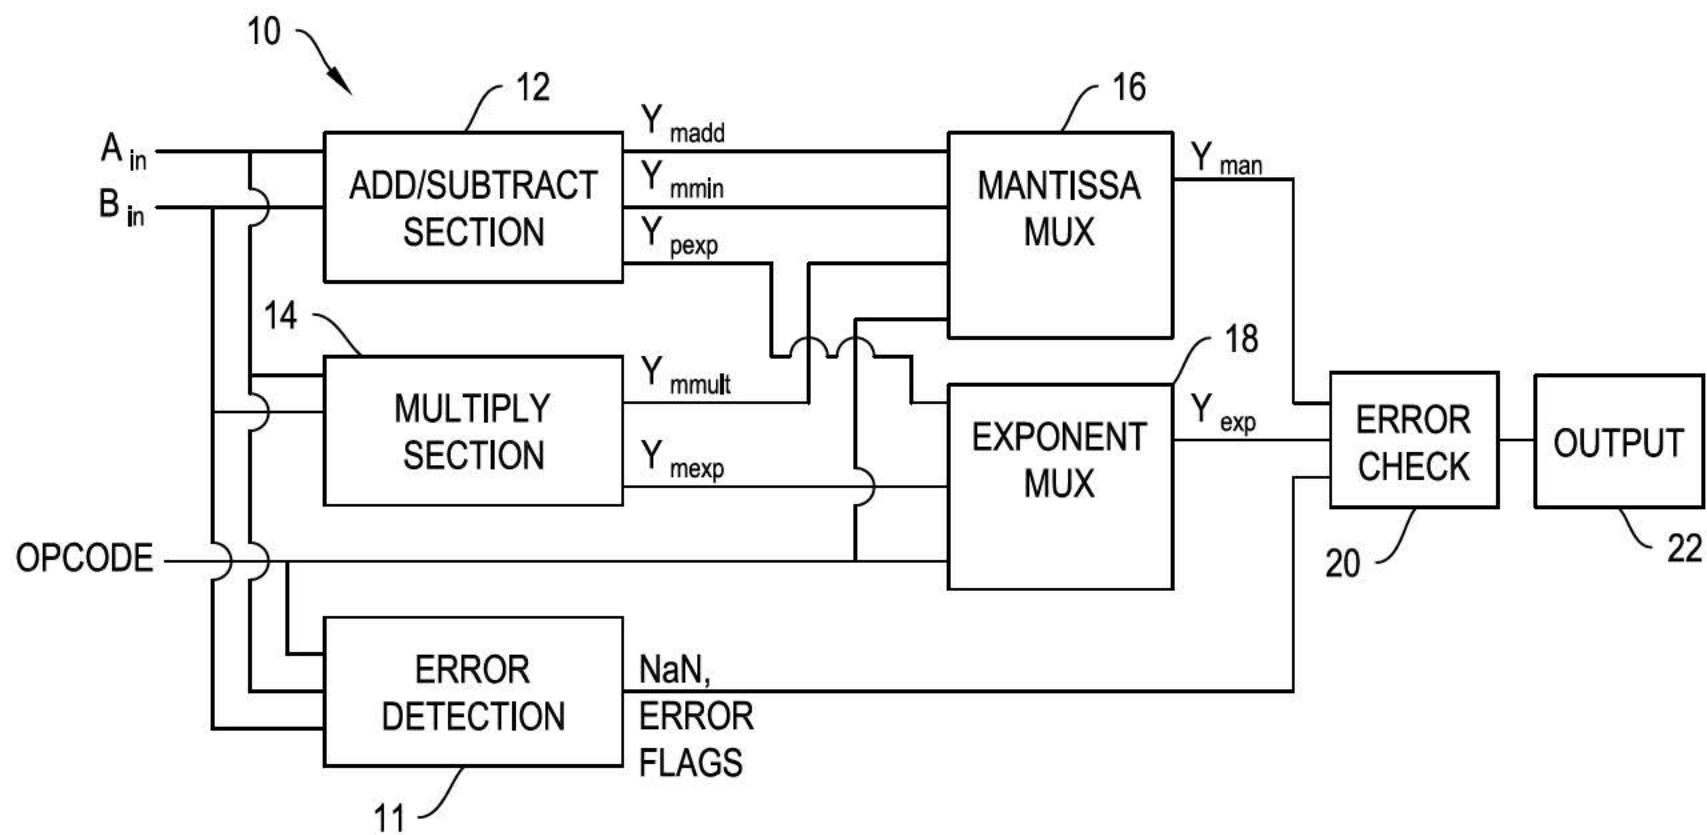 10
12
16
A in
B in
ADD/SUBTRACT
SECTION
Y madd
Y mmin
Y pexp
MANTISSA
MUX
Y man
14
18
MULTIPLY
SECTION
Y mmult
Y mexp
EXPONENT
MUX
Y exp
ERROR
CHECK
OUTPUT
20
22
OPCODE
ERROR
DETECTION
NaN,
ERROR
FLAGS
11